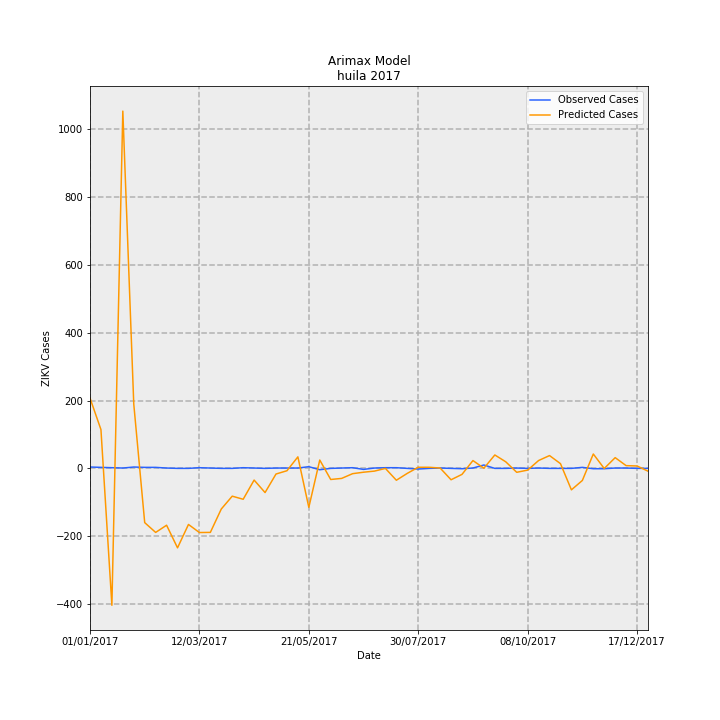 Arimax Model
huila 2017
Observed Cases
Predicted Cases
ZIKV Cases
1000
800
600
400
200
0
−200
−400
01/01/2017
12/03/2017
21/05/2017
30/07/2017
08/10/2017
17/12/2017
Date